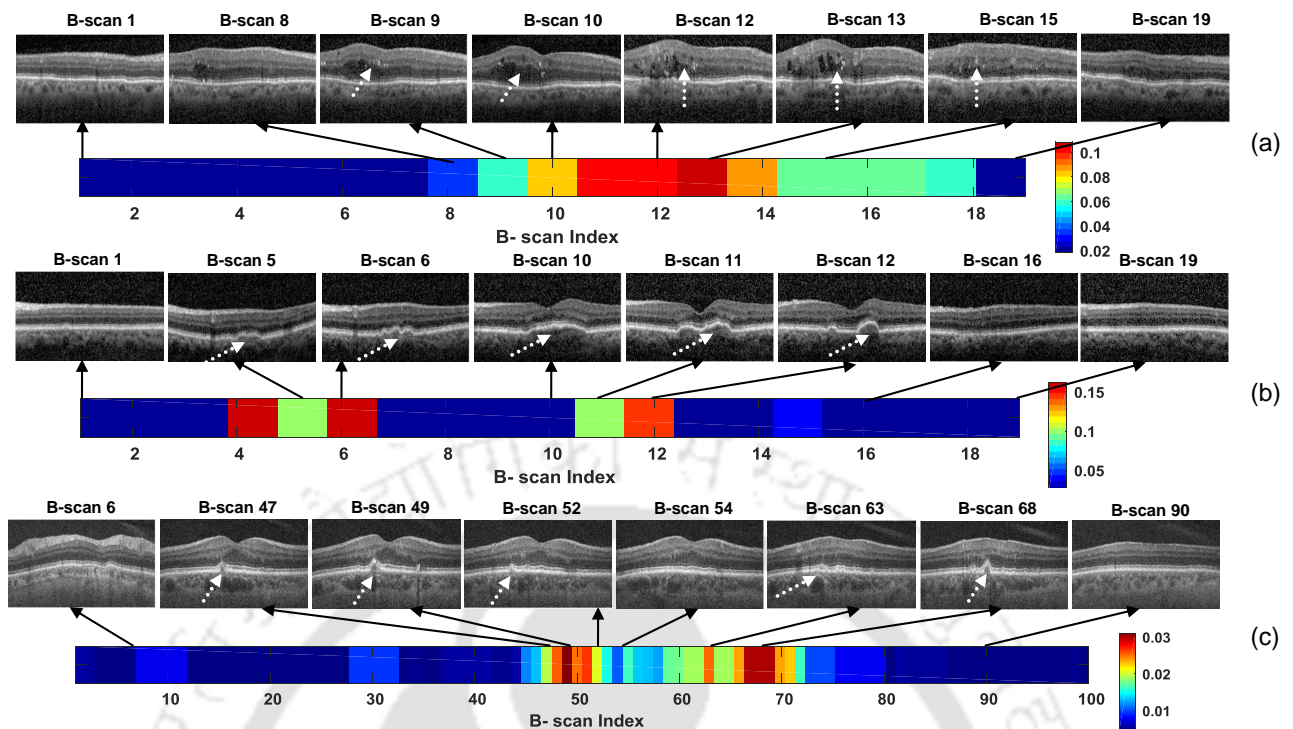 B-scan 1 B-scan 8 B-scan 9 B-scan 10 B-scan 12 B-scan 13 B-scan 15 B-scan 19
(a)
0.1
0.08
0.06
0.04
0.02
2 4 6 8 10 12 14 16 18
B- scan Index
B-scan 1 B-scan 5 B-scan 6 B-scan 10 B-scan 11 B-scan 12 B-scan 16 B-scan 19
(b)
0.15
0.1
0.05
2 4 6 8 10 12 14 16 18
B- scan Index
B-scan 6 B-scan 47 B-scan 49 B-scan 52 B-scan 54 B-scan 63 B-scan 68 B-scan 90
(c)
0.03
0.02
0.01
10 20 30 40 50 60 70 80 90 100
B- scan Index